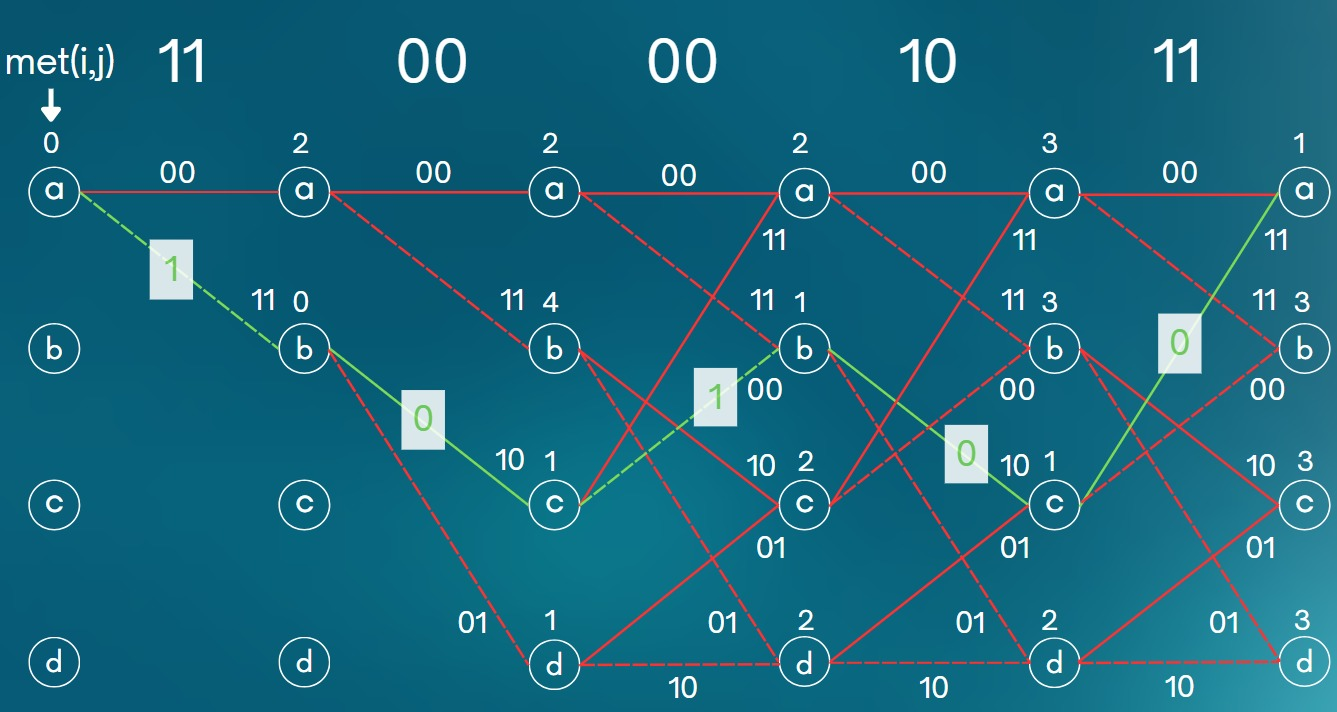 met(i,j) 11 00 00 10 11
0 2 2 2 3 1
00 00 00 00 00
a a a a a a
11 11 11
1
11 0 11 4 11 1 11 3 11 3
0
b b b b b b
1 00 00 00
0
0
10 1 10 2 10 1 10 3
c c c c c c
01 01 01
01 1 01 2 01 2 01 3
d d d d d d
10 10 10